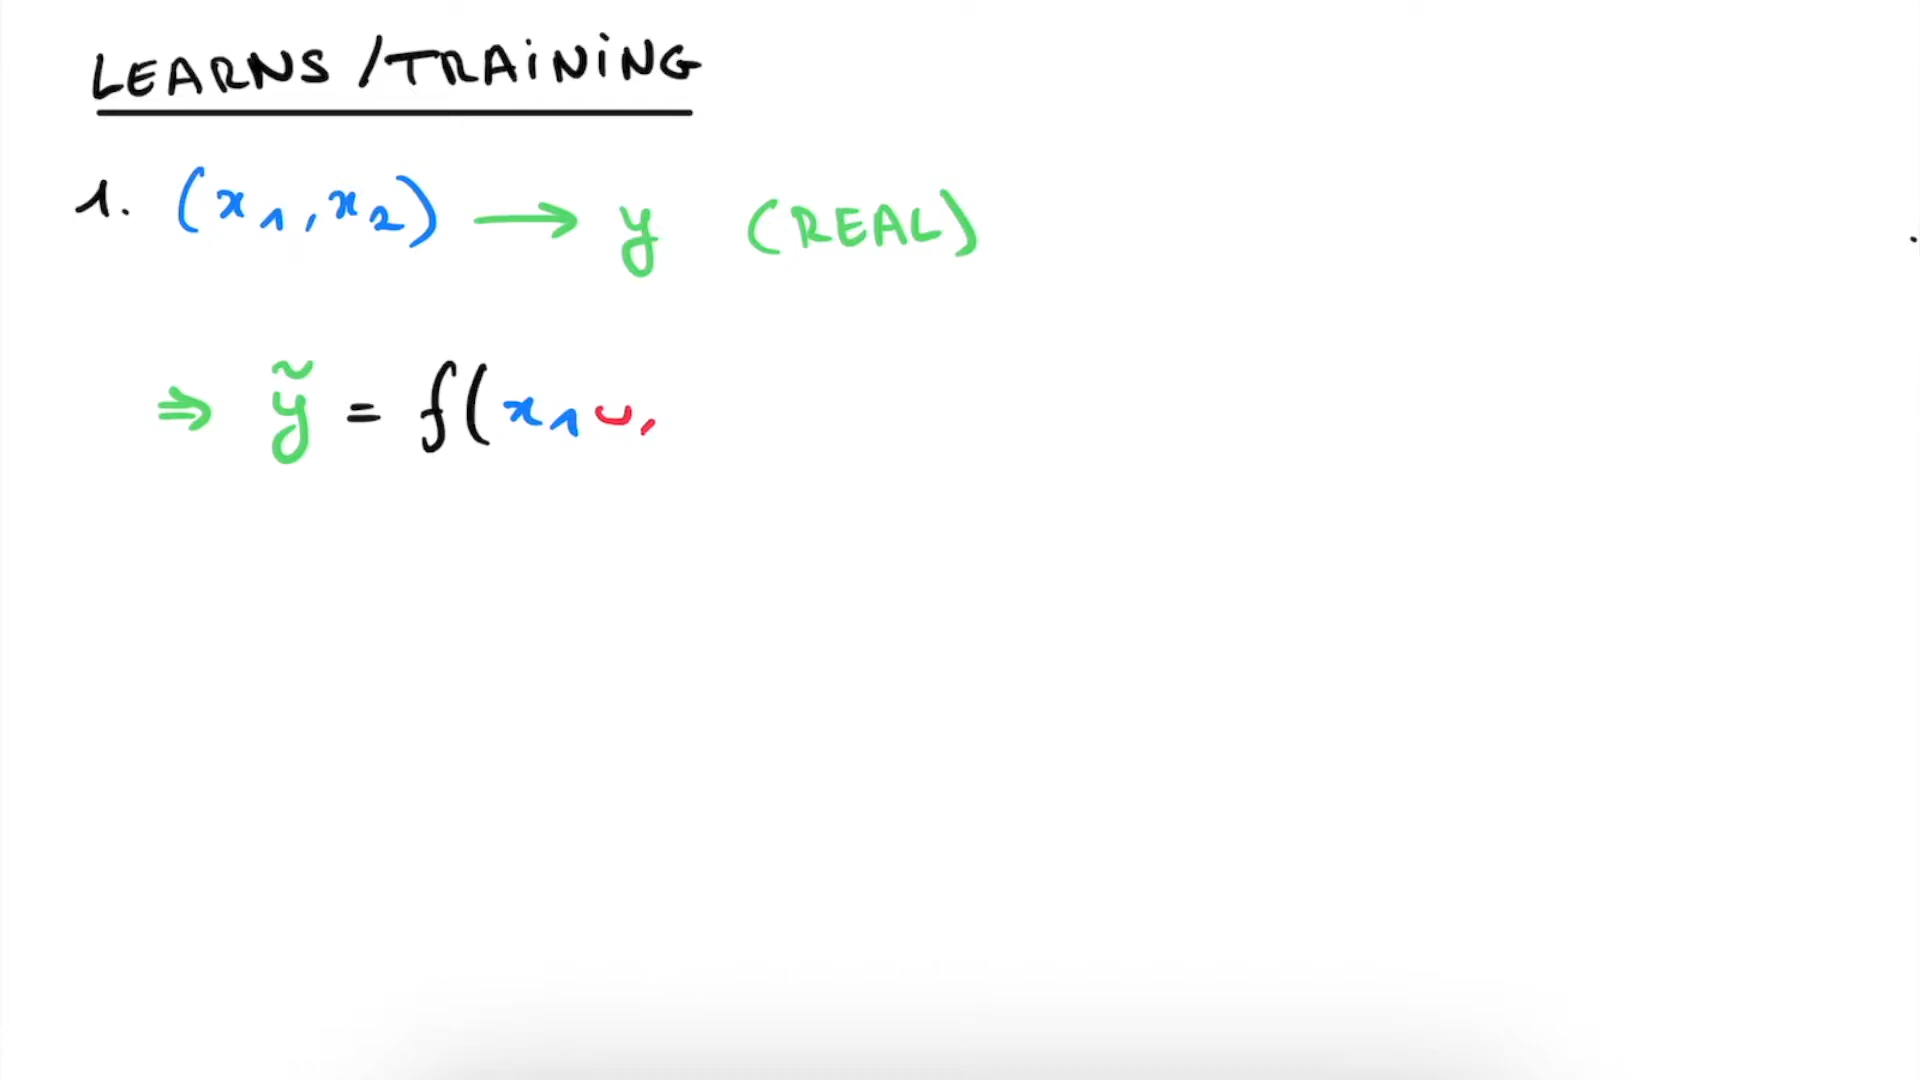 LEARNS / TRAINING
1. (x₁, x₂) → y (REAL)
⇒ ỹ = f(x₁